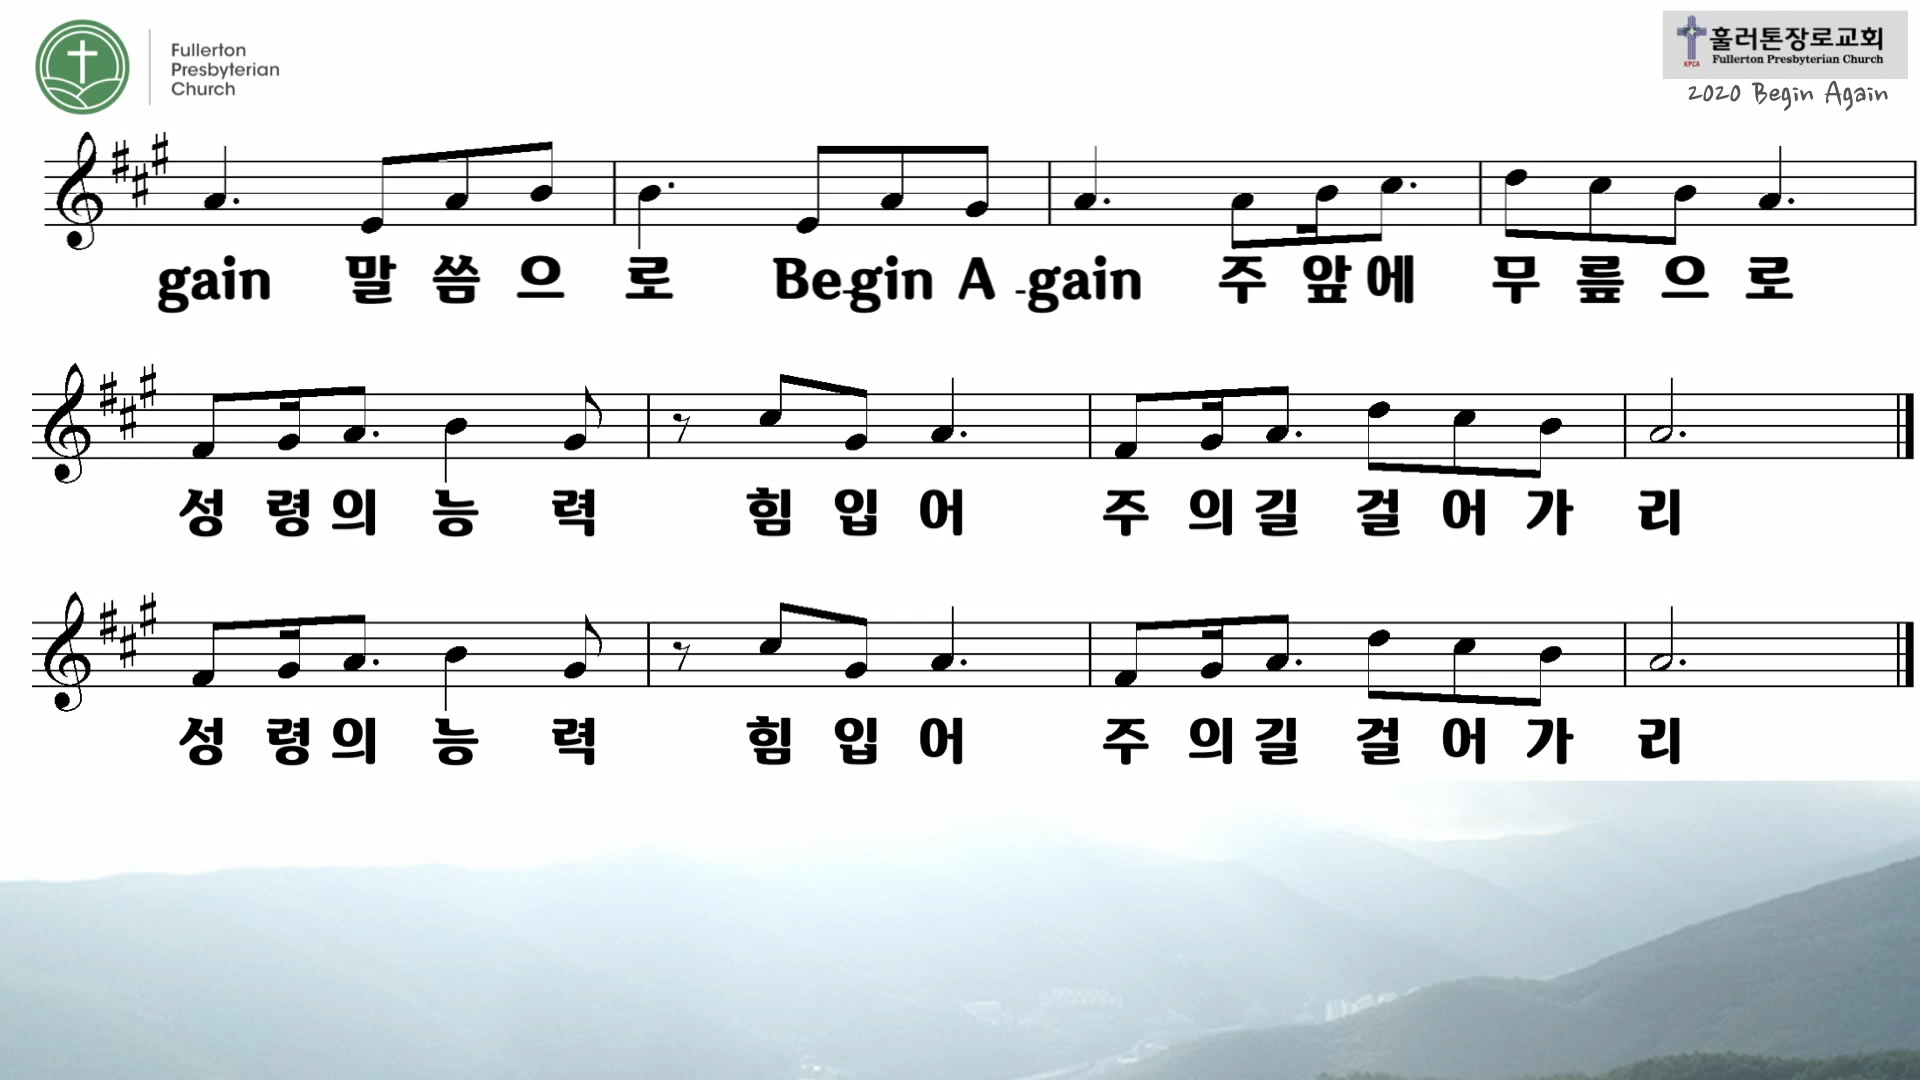 Fullerton
Presbyterian
Church
훌러톤장로교회
KPCA
Fullerton Presbyterian Church
2020 Begin Again
gain 말 씀 으 로 Be-gin A -gain 주 앞에 무 릎 으 로
성 령의 능 력 힘 입 어 주 의길 걸 어 가 리
성 령의 능 력 힘 입 어 주 의길 걸 어 가 리